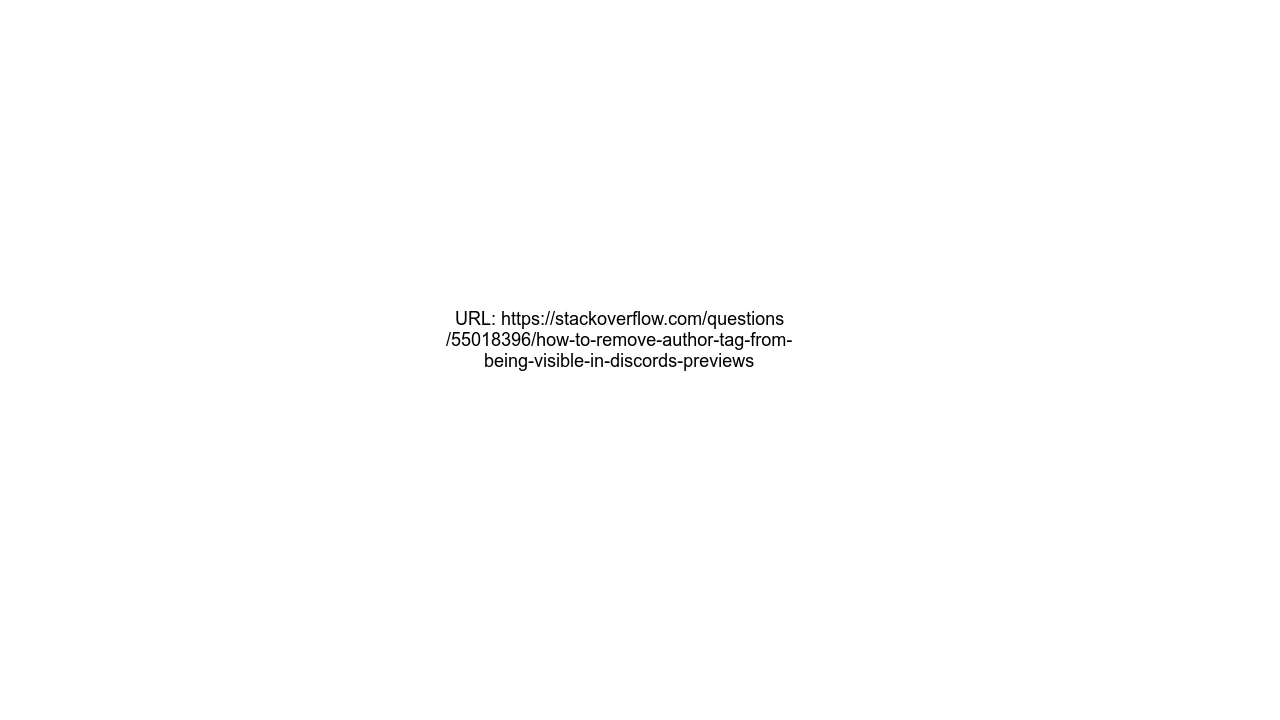 URL: https://stackoverflow.com/questions
/55018396/how-to-remove-author-tag-from-
being-visible-in-discords-previews